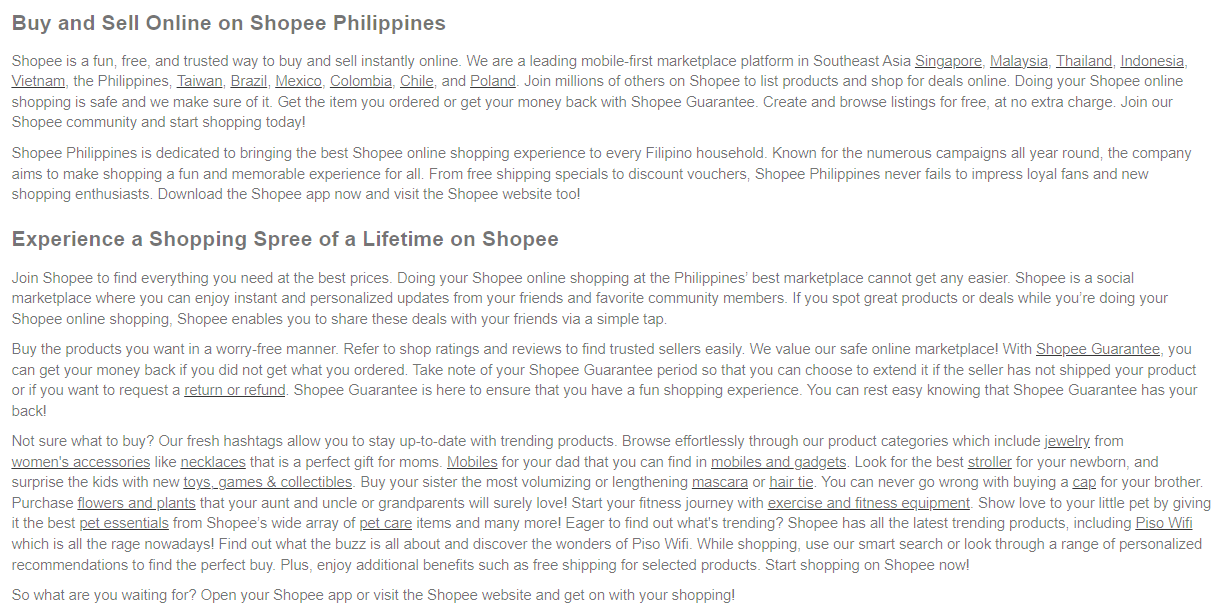 Buy and Sell Online on Shopee Philippines
Shopee is a fun, free, and trusted way to buy and sell instantly online. We are a leading mobile-first marketplace platform in Southeast Asia Singapore, Malaysia, Thailand, Indonesia,
Vietnam, the Philippines, Taiwan, Brazil, Mexico, Colombia, Chile, and Poland. Join millions of others on Shopee to list products and shop for deals online. Doing your Shopee online
shopping is safe and we make sure of it. Get the item you ordered or get your money back with Shopee Guarantee. Create and browse listings for free, at no extra charge. Join our
Shopee community and start shopping today!
Shopee Philippines is dedicated to bringing the best Shopee online shopping experience to every Filipino household. Known for the numerous campaigns all year round, the company
aims to make shopping a fun and memorable experience for all. From free shipping specials to discount vouchers, Shopee Philippines never fails to impress loyal fans and new
shopping enthusiasts. Download the Shopee app now and visit the Shopee website too!
Experience a Shopping Spree of a Lifetime on Shopee
Join Shopee to find everything you need at the best prices. Doing your Shopee online shopping at the Philippines’ best marketplace cannot get any easier. Shopee is a social
marketplace where you can enjoy instant and personalized updates from your friends and favorite community members. If you spot great products or deals while you’re doing your
Shopee online shopping, Shopee enables you to share these deals with your friends via a simple tap.
Buy the products you want in a worry-free manner. Refer to shop ratings and reviews to find trusted sellers easily. We value our safe online marketplace! With Shopee Guarantee, you
can get your money back if you did not get what you ordered. Take note of your Shopee Guarantee period so that you can choose to extend it if the seller has not shipped your product
or if you want to request a return or refund. Shopee Guarantee is here to ensure that you have a fun shopping experience. You can rest easy knowing that Shopee Guarantee has your
back!
Not sure what to buy? Our fresh hashtags allow you to stay up-to-date with trending products. Browse effortlessly through our product categories which include jewelry from
women's accessories like necklaces that is a perfect gift for moms. Mobiles for your dad that you can find in mobiles and gadgets. Look for the best stroller for your newborn, and
surprise the kids with new toys, games & collectibles. Buy your sister the most volumizing or lengthening mascara or hair tie. You can never go wrong with buying a cap for your brother.
Purchase flowers and plants that your aunt and uncle or grandparents will surely love! Start your fitness journey with exercise and fitness equipment. Show love to your little pet by giving
it the best pet essentials from Shopee’s wide array of pet care items and many more! Eager to find out what's trending? Shopee has all the latest trending products, including Piso Wifi
which is all the rage nowadays! Find out what the buzz is all about and discover the wonders of Piso Wifi. While shopping, use our smart search or look through a range of personalized
recommendations to find the perfect buy. Plus, enjoy additional benefits such as free shipping for selected products. Start shopping on Shopee now!
So what are you waiting for? Open your Shopee app or visit the Shopee website and get on with your shopping!